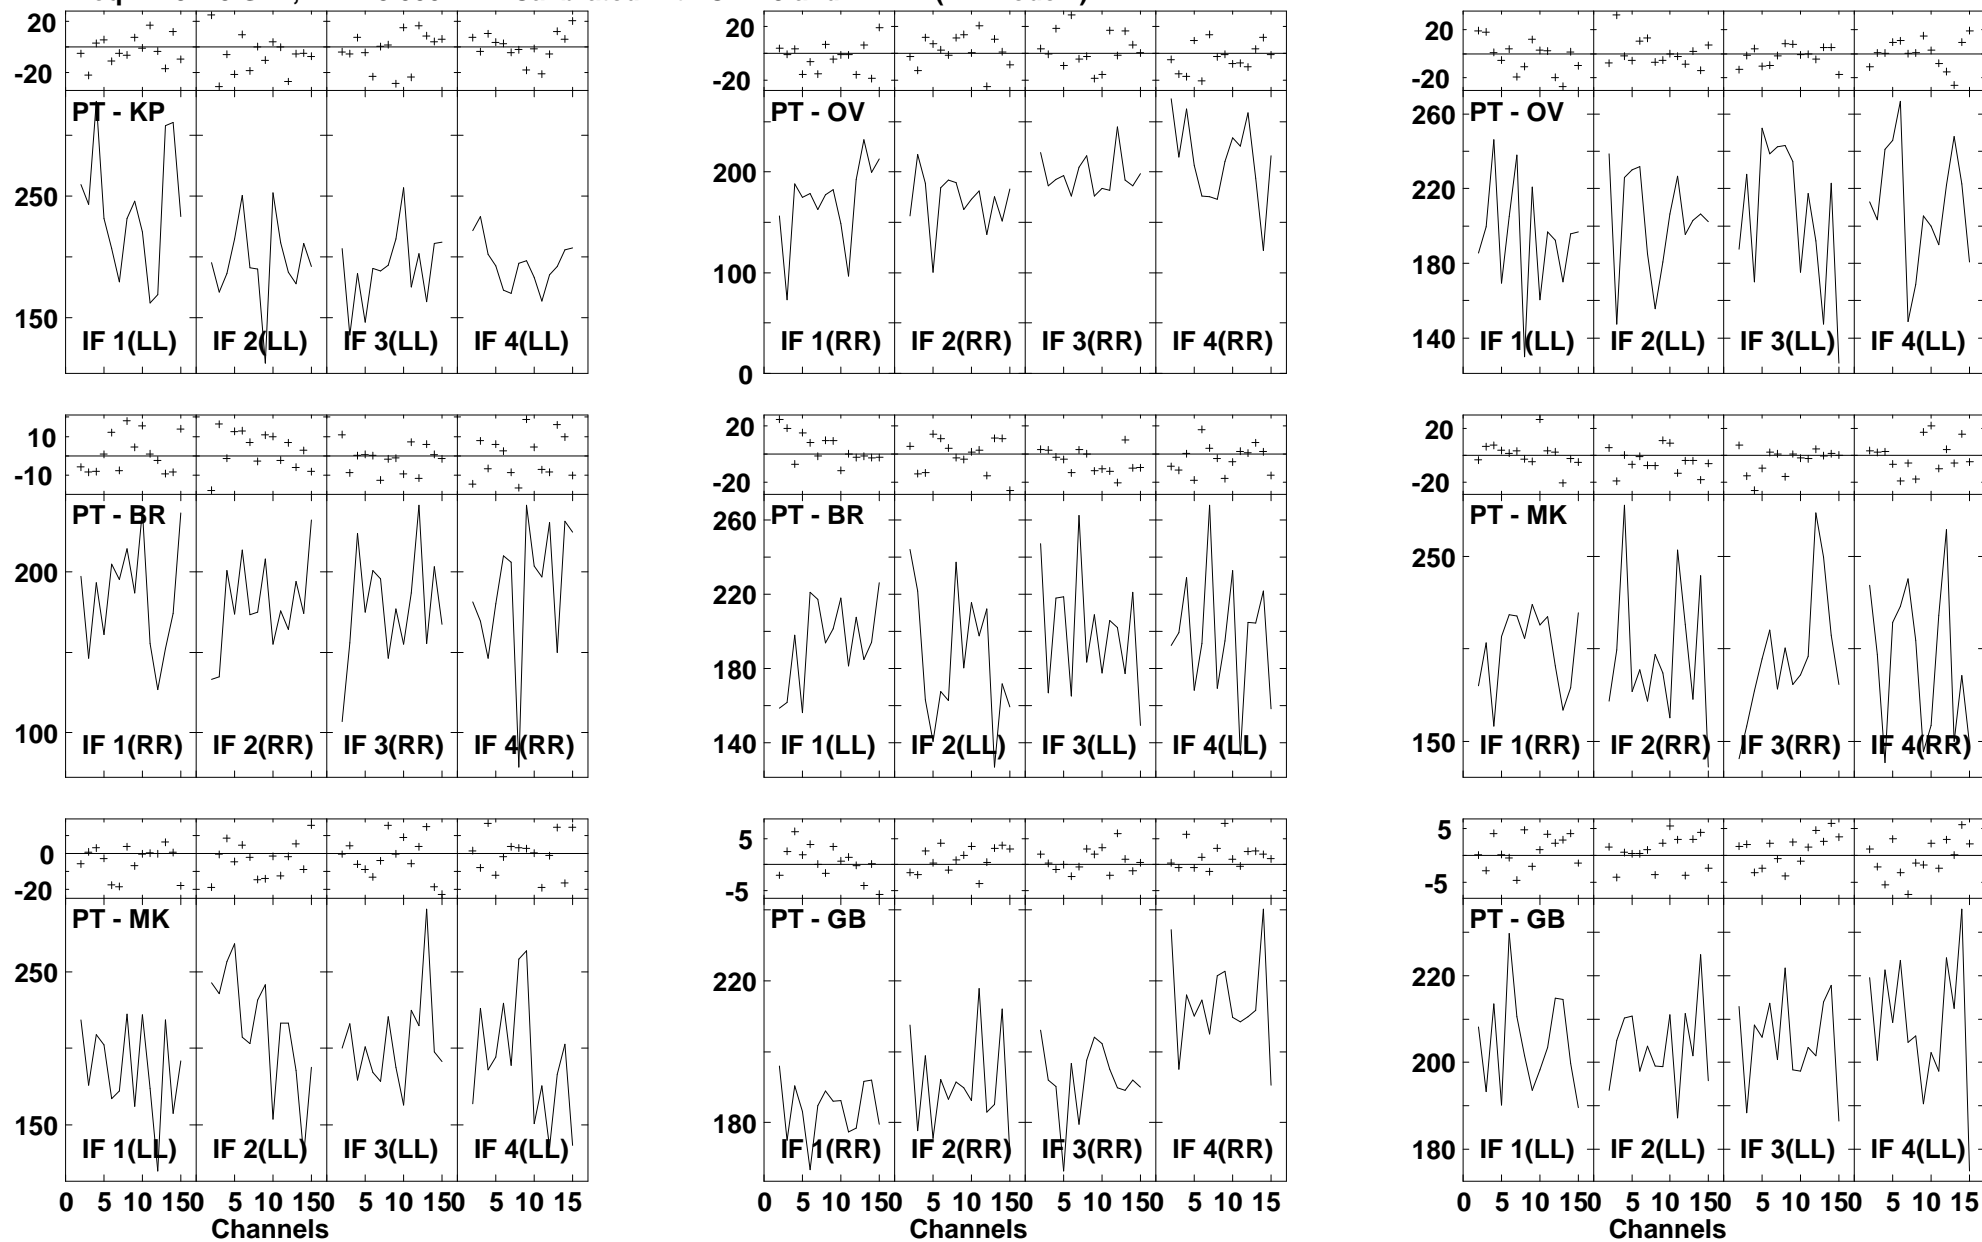 20
-20
PT - KP
250
150
IF 1(LL) IF 2(LL) IF 3(LL) IF 4(LL)
20
-20
PT - OV
200
100
0
IF 1(RR) IF 2(RR) IF 3(RR) IF 4(RR)
20
-20
PT - OV
260
220
180
140
IF 1(LL) IF 2(LL) IF 3(LL) IF 4(LL)
10
-10
PT - BR
200
100
IF 1(RR) IF 2(RR) IF 3(RR) IF 4(RR)
20
-20
PT - BR
260
220
180
140
IF 1(LL) IF 2(LL) IF 3(LL) IF 4(LL)
20
-20
PT - MK
250
150
IF 1(RR) IF 2(RR) IF 3(RR) IF 4(RR)
0
-20
PT - MK
250
150
IF 1(LL) IF 2(LL) IF 3(LL) IF 4(LL)
0 5 10 150 5 10 150 5 10 150 5 10 15
Channels
5
-5
PT - GB
220
180
IF 1(RR) IF 2(RR) IF 3(RR) IF 4(RR)
0 5 10 150 5 10 150 5 10 150 5 10 15
Channels
5
-5
PT - GB
220
200
180
IF 1(LL) IF 2(LL) IF 3(LL) IF 4(LL)
0 5 10 150 5 10 150 5 10 150 5 10 15
Channels